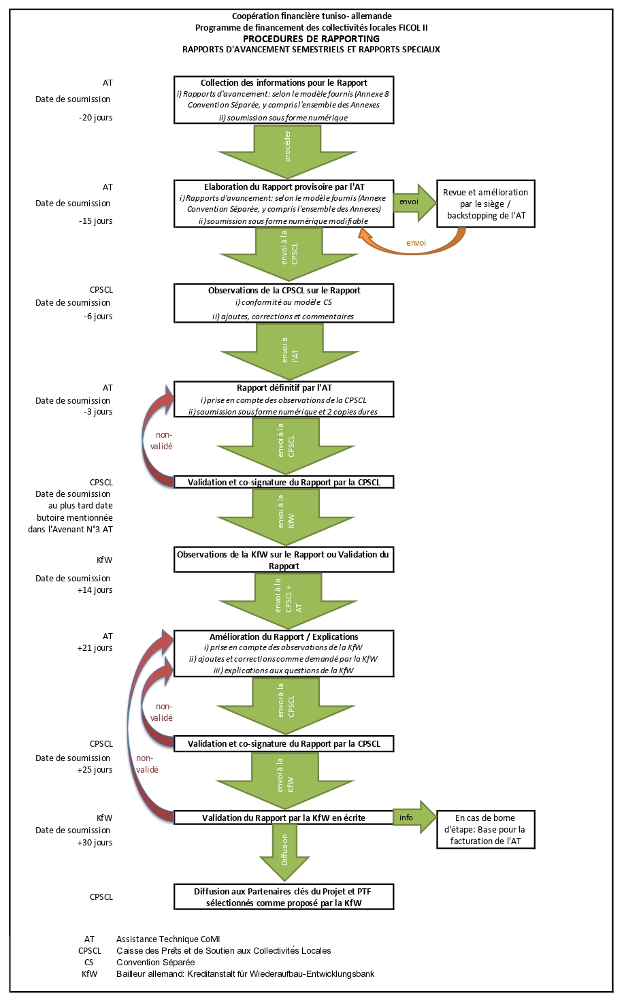 Coopération financière tuniso- allemande
Programme de financement des collectivités locales FICOL II
PROCEDURES DE RAPPORTING
RAPPORTS D'AVANCEMENT SEMESTRIELS ET RAPPORTS SPECIAUX
AT
Date de soumission
-20 jours
Collection des informations pour le Rapport
i) Rapports d'avancement: selon le modèle fournis (Annexe 8
Convention Séparée, y compris l'ensemble des Annexes
ii) soumission sous forme numérique
procéder
AT
Date de soumission
-15 jours
Elaboration du Rapport provisoire par l'AT
i) Rapports d'avancement: selon le modèle fournis (Annexe
Convention Séparée, y compris l'ensemble des Annexes)
ii) soumission sous forme numérique modifiable
envoi
Revue et amélioration
par le siège /
backstopping de l'AT
envoi
envoi à la
CPSCL
CPSCL
Date de soumission
-6 jours
Observations de la CPSCL sur le Rapport
i) conformité au modèle CS
ii) ajoutes, corrections et commentaires
envoi à
l'AT
AT
Date de soumission
-3 jours
Rapport définitif par l'AT
i) prise en compte des observations de la CPSCL
ii) soumission sous forme numérique et 2 copies dures
non-
validé
envoi à la
CPSCL
CPSCL
Date de soumission
au plus tard date
butoire mentionnée
dans l'Avenant N°3 AT
Validation et co-signature du Rapport par la CPSCL
envoi à la
KfW
KfW
Date de soumission
+14 jours
Observations de la KfW sur le Rapport ou Validation du
Rapport
envoi à la
CPSCL +
AT
AT
+21 jours
Amélioration du Rapport / Explications
i) prise en compte des observations de la KfW
ii) ajoutes et corrections comme demandé par la KfW
iii) explications aux questions de la KfW
non-
validé
envoi à la
CPSCL
CPSCL
Date de soumission
+25 jours
Validation et co-signature du Rapport par la CPSCL
non-
validé
envoi à la
KfW
KfW
Date de soumission
+30 jours
Validation du Rapport par la KfW en écrite
info
En cas de borne
d'étape: Base pour la
facturation de l'AT
Diffusion
CPSCL
Diffusion aux Partenaires clés du Projet et PTF
sélectionnés comme proposé par la KfW
AT Assistance Technique CoMI
CPSCL Caisse des Prêts et de Soutien aux Collectivités Locales
CS Convention Séparée
KfW Bailleur allemand: Kreditanstalt für Wiederaufbau-Entwicklungsbank